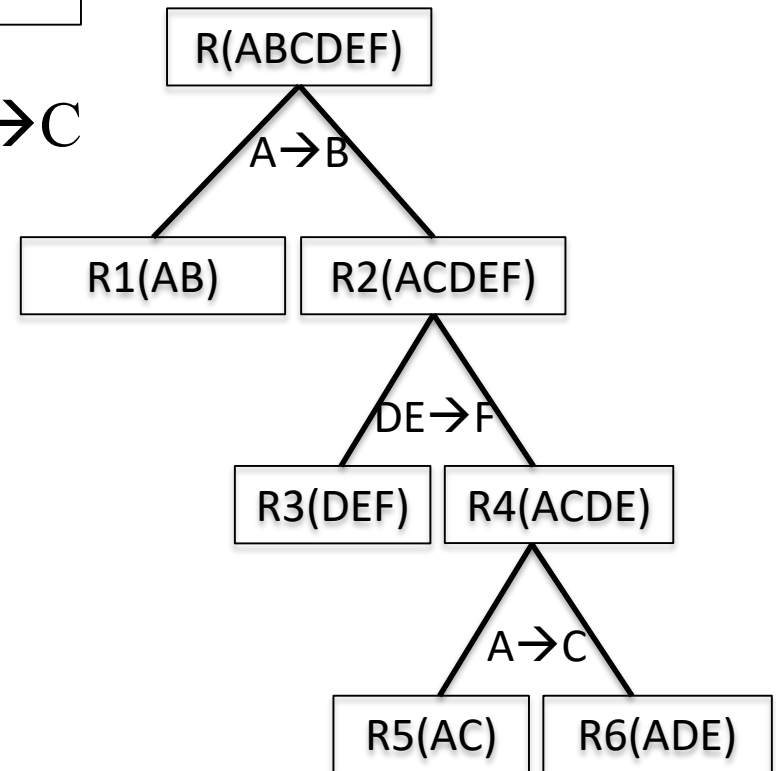 R(ABCDEF)
→C
A→B
R1(AB)
R2(ACDEF)
DE→F
R3(DEF)
R4(ACDE)
A→C
R5(AC)
R6(ADE)